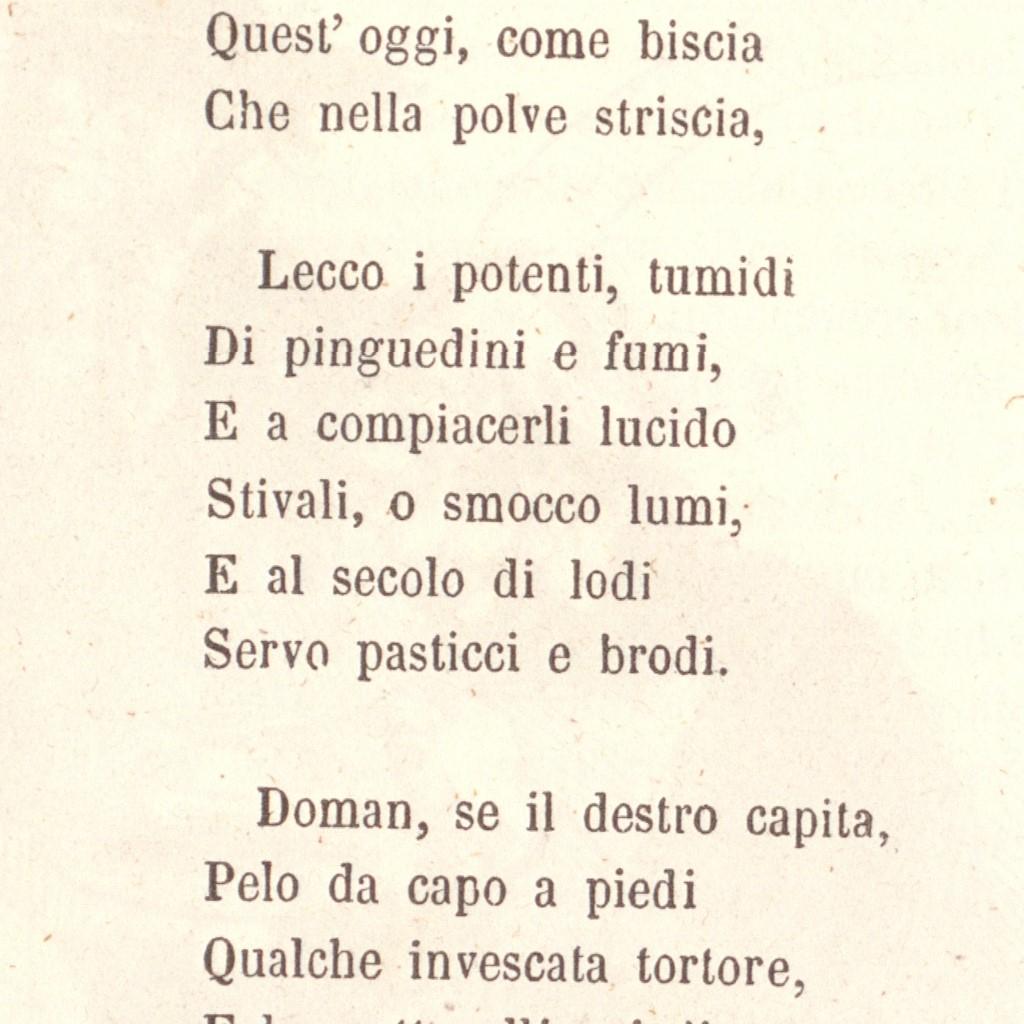 Quest' oggi, come biscia
Che nella polve striscia,
Lecco i potenti, tumidi
Di pinguedini e fumi,
E a compiacerli lucido
Stivali, o smocco lumi,
E al secolo di lodi
Servo pasticci e brodi.
Doman, se il destro capita,
Pelo da capo a piedi
Qualche invescata tortore,